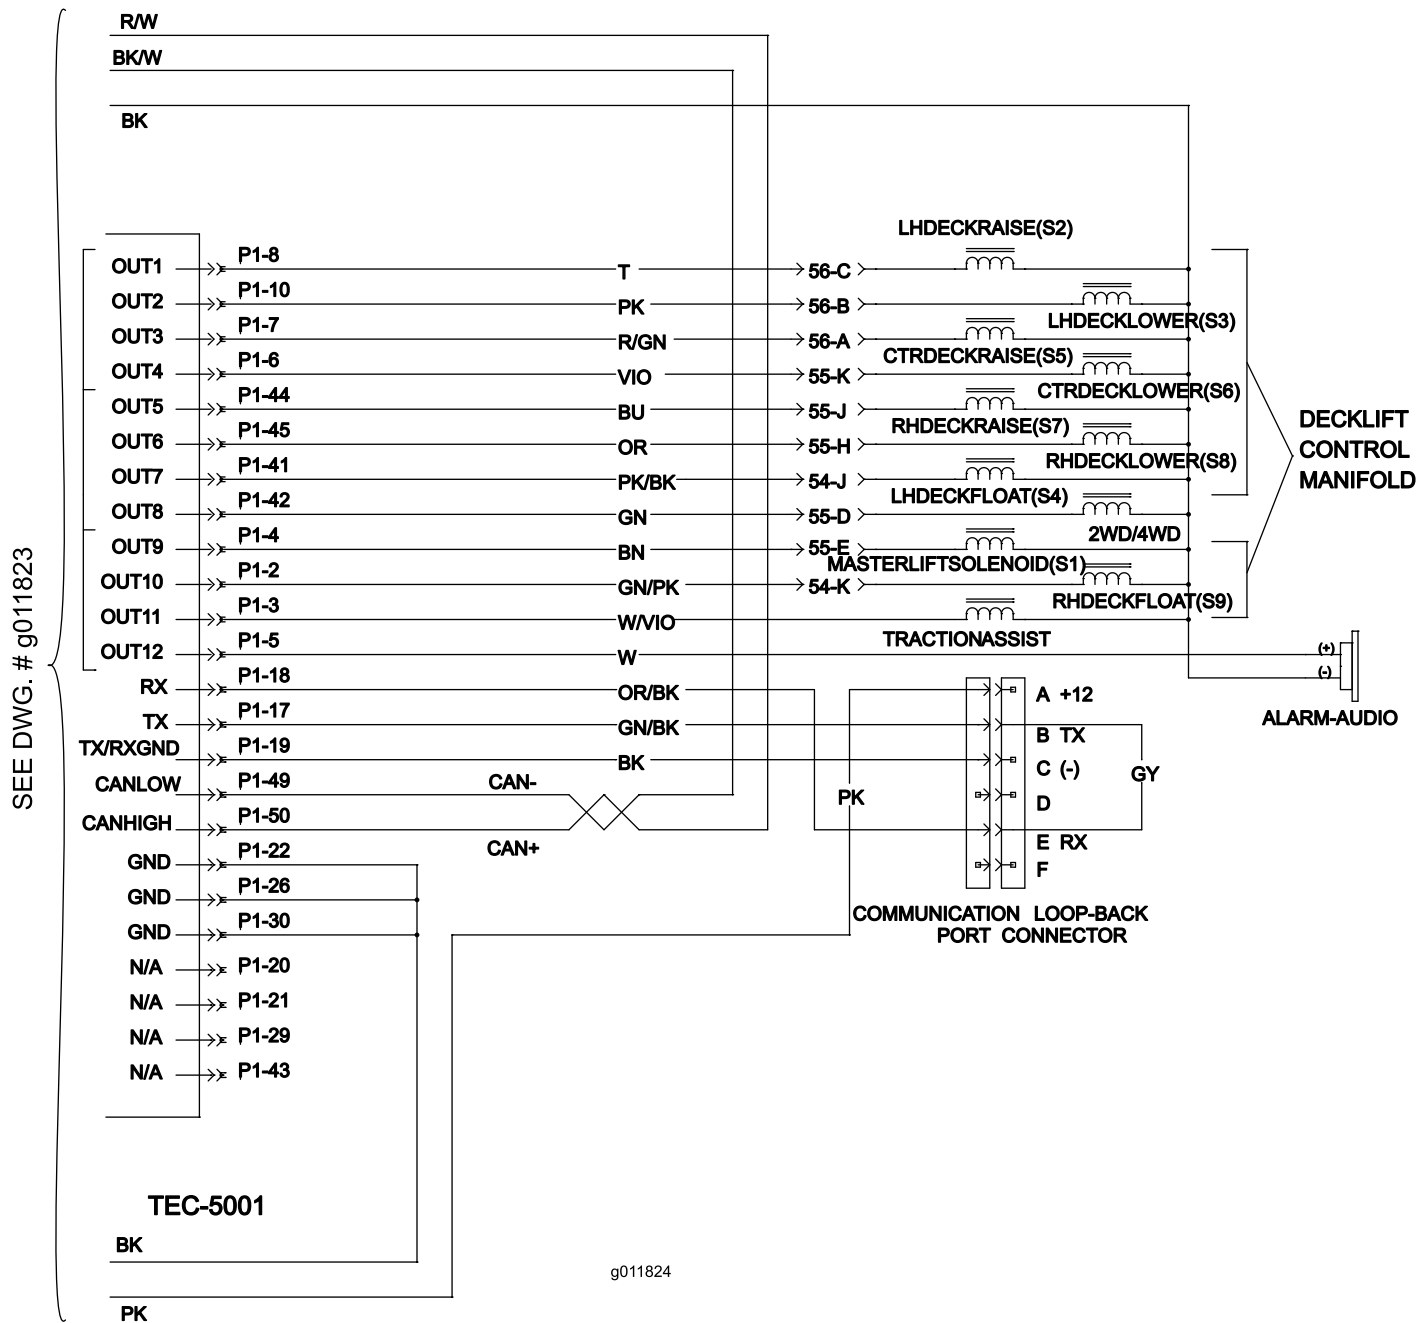 R/W
BK/W
BK
SEE DWG. # g011823
OUT1 P1-8 T 56-C LHDECKRAISE(S2)
OUT2 P1-10 PK 56-B LHDECKLOWER(S3)
OUT3 P1-7 R/GN 56-A CTRDECKRAISE(S5)
OUT4 P1-6 VIO 55-K CTRDECKLOWER(S6)
OUT5 P1-44 BU 55-J RHDECKRAISE(S7)
OUT6 P1-45 OR 55-H RHDECKLOWER(S8)
OUT7 P1-41 PK/BK 54-J LHDECKFLOAT(S4)
OUT8 P1-42 GN 55-D 2WD/4WD
OUT9 P1-4 BN 55-E MASTERLIFTSOLENOID(S1)
OUT10 P1-2 GN/PK 54-K RHDECKFLOAT(S9)
OUT11 P1-3 W/VIO TRACTIONASSIST
OUT12 P1-5 W (+)
(-)
DECKLIFT
CONTROL
MANIFOLD
ALARM-AUDIO
RX P1-18 OR/BK A +12
TX P1-17 GN/BK B TX
TX/RXGND P1-19 BK C (-)
GY
CANLOW P1-49 CAN- PK D
CANHIGH P1-50 CAN+ E RX
GND P1-22 F
GND P1-26
GND P1-30
COMMUNICATION LOOP-BACK
PORT CONNECTOR
N/A P1-20
N/A P1-21
N/A P1-29
N/A P1-43
TEC-5001
BK
PK
g011824